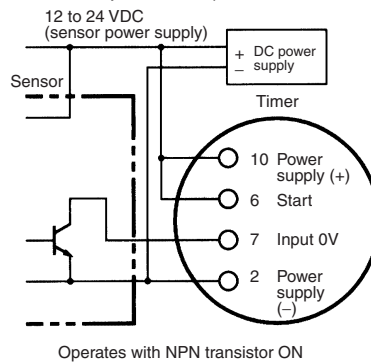 12 to 24 VDC
(sensor power supply)
+ DC power
− supply
Sensor
Timer
10 Power
supply (+)
6 Start
7 Input 0V
2 Power
supply
(−)
Operates with NPN transistor ON